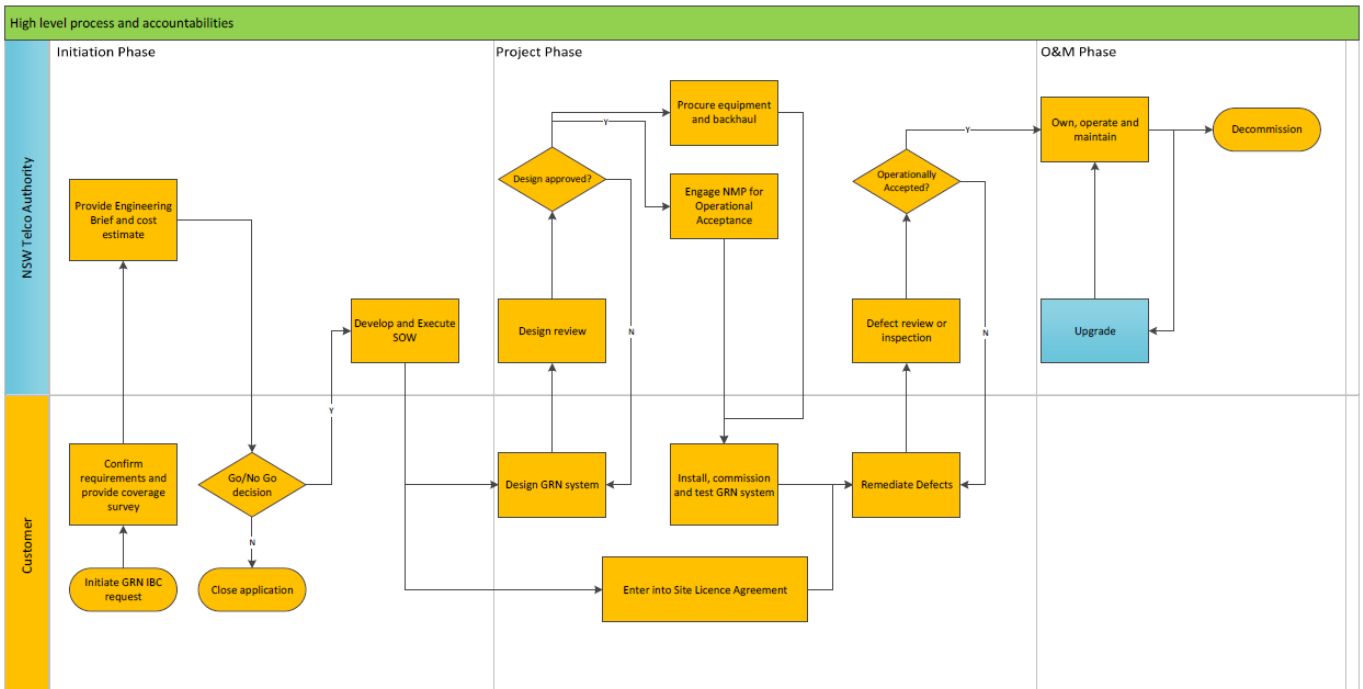 High level process and accountabilities
Initiation Phase
Project Phase
O&M Phase
NSW Telco Authority
Customer
Provide Engineering
Brief and cost
estimate
Develop and Execute
SOW
Confirm
requirements and
provide coverage
survey
Initiate GRN IBC
request
Go/No Go
decision
Y
N
Close application
Design approved?
Y
N
Procure equipment
and backhaul
Engage NMP for
Operational
Acceptance
Design review
Design GRN system
Install, commission
and test GRN system
Enter into Site Licence Agreement
Operationally
Accepted?
Y
N
Defect review or
inspection
Remediate Defects
Own, operate and
maintain
Decommission
Upgrade